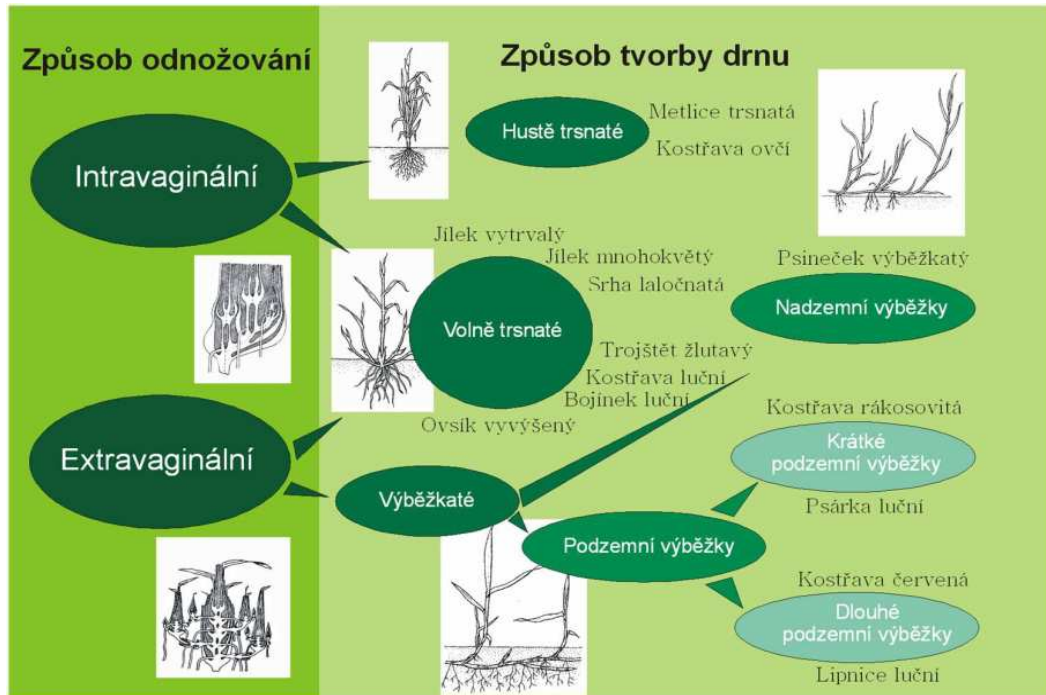 Způsob odnožování
Způsob tvorby drnu
Intravaginální
Hustě trsnaté
Metlice trsnatá
Kostřava ovčí
Jílek vytrvalý
Jílek mnohokvětý
Srha laločnatá
Volně trsnaté
Trojštět žlutavý
Kostřava luční
Bojínek luční
Ovsík vyvýšený
Psineček výběžkatý
Nadzemní výběžky
Extravaginální
Výběžkaté
Podzemní výběžky
Kostřava rákosovitá
Krátké
podzemní výběžky
Psárka luční
Kostřava červená
Dlouhé
podzemní výběžky
Lipnice luční